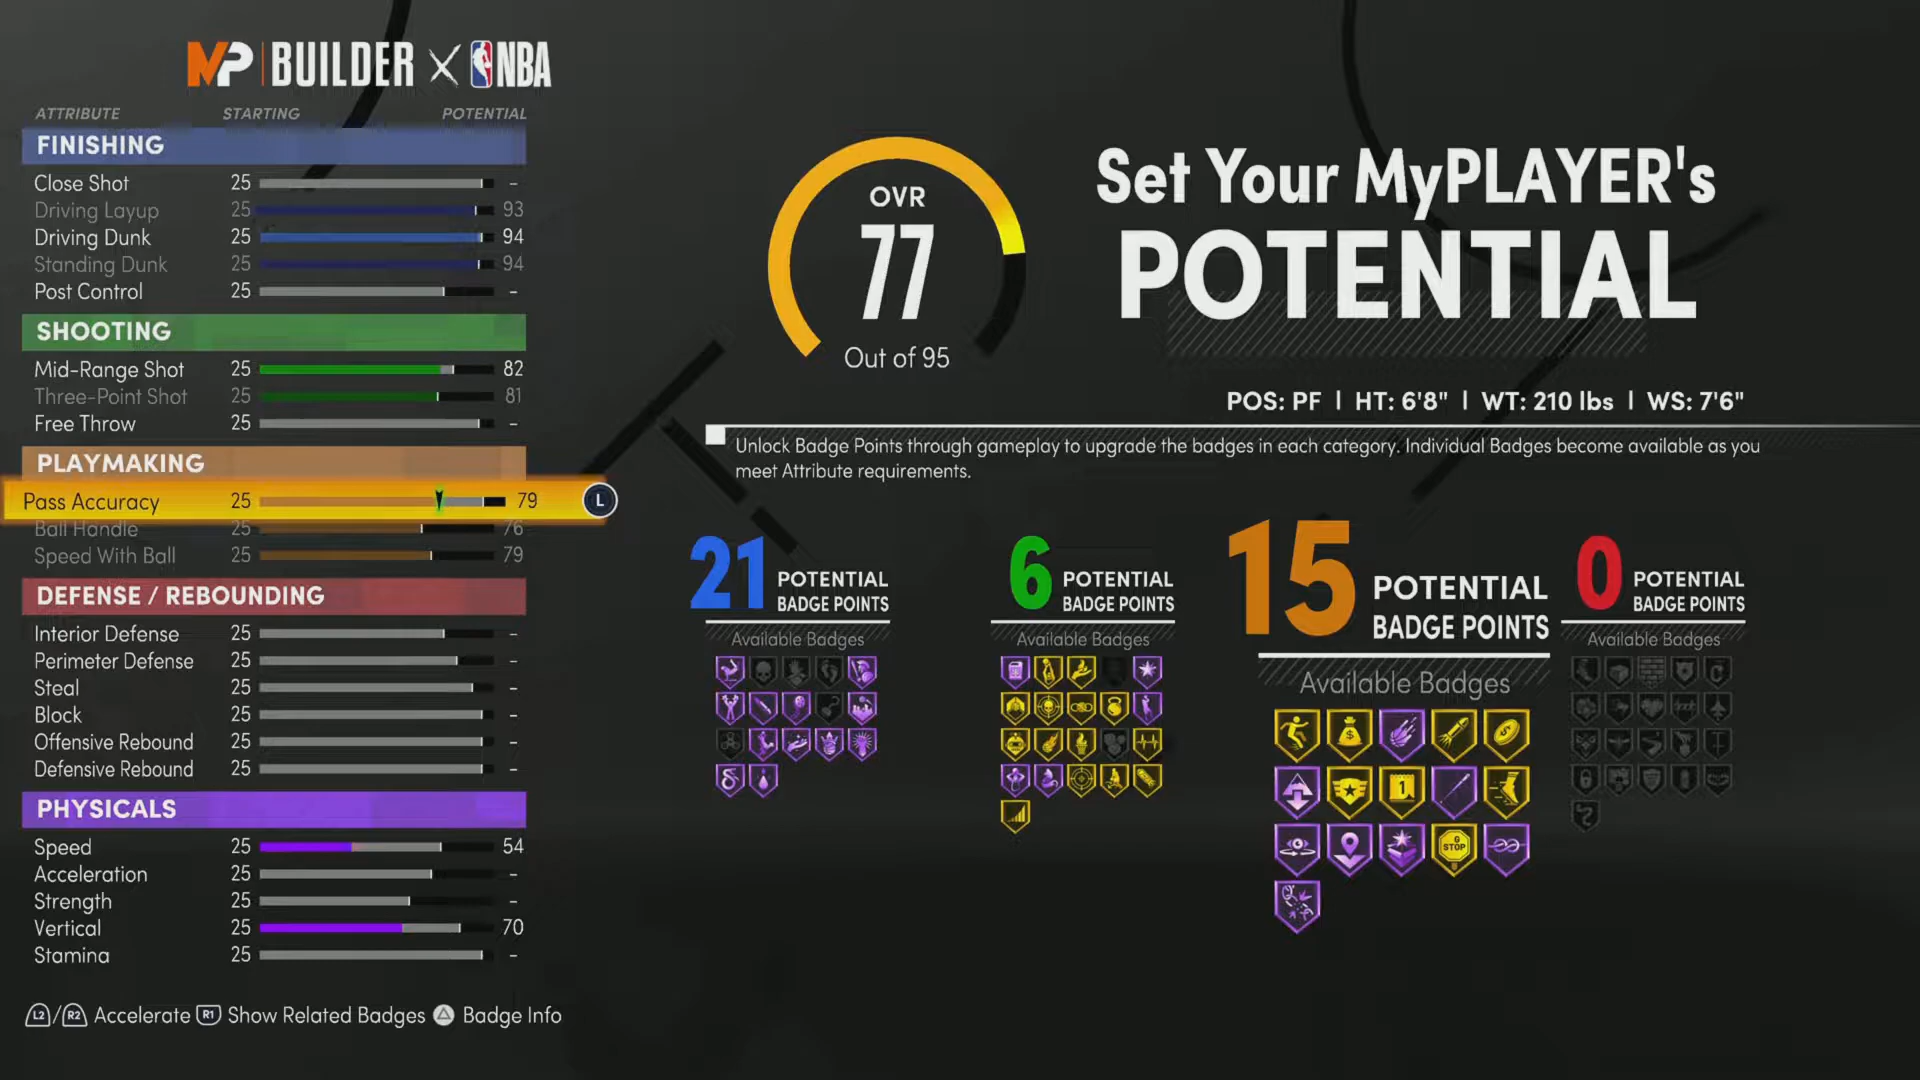 MP | BUILDER X NBA
ATTRIBUTE STARTING POTENTIAL
FINISHING
Close Shot 25 -
Driving Layup 25 93
Driving Dunk 25 94
Standing Dunk 25 94
Post Control 25 -
SHOOTING
Mid-Range Shot 25 82
Three-Point Shot 25 81
Free Throw 25 -
PLAYMAKING
Pass Accuracy 25 79 L
Ball Handle 25 76
Speed With Ball 25 79
DEFENSE / REBOUNDING
Interior Defense 25 -
Perimeter Defense 25 -
Steal 25 -
Block 25 -
Offensive Rebound 25 -
Defensive Rebound 25 -
PHYSICALS
Speed 25 54
Acceleration 25 -
Strength 25 -
Vertical 25 70
Stamina 25 -
L2/R2 Accelerate R1 Show Related Badges Badge Info
OVR
77
Out of 95
Set Your MyPLAYER's
POTENTIAL
POS: PF | HT: 6'8" | WT: 210 lbs | WS: 7'6"
Unlock Badge Points through gameplay to upgrade the badges in each category. Individual Badges become available as you
meet Attribute requirements.
21 POTENTIAL
BADGE POINTS
Available Badges
6 POTENTIAL
BADGE POINTS
Available Badges
15 POTENTIAL
BADGE POINTS
Available Badges
1
G
STOP
0 POTENTIAL
BADGE POINTS
Available Badges